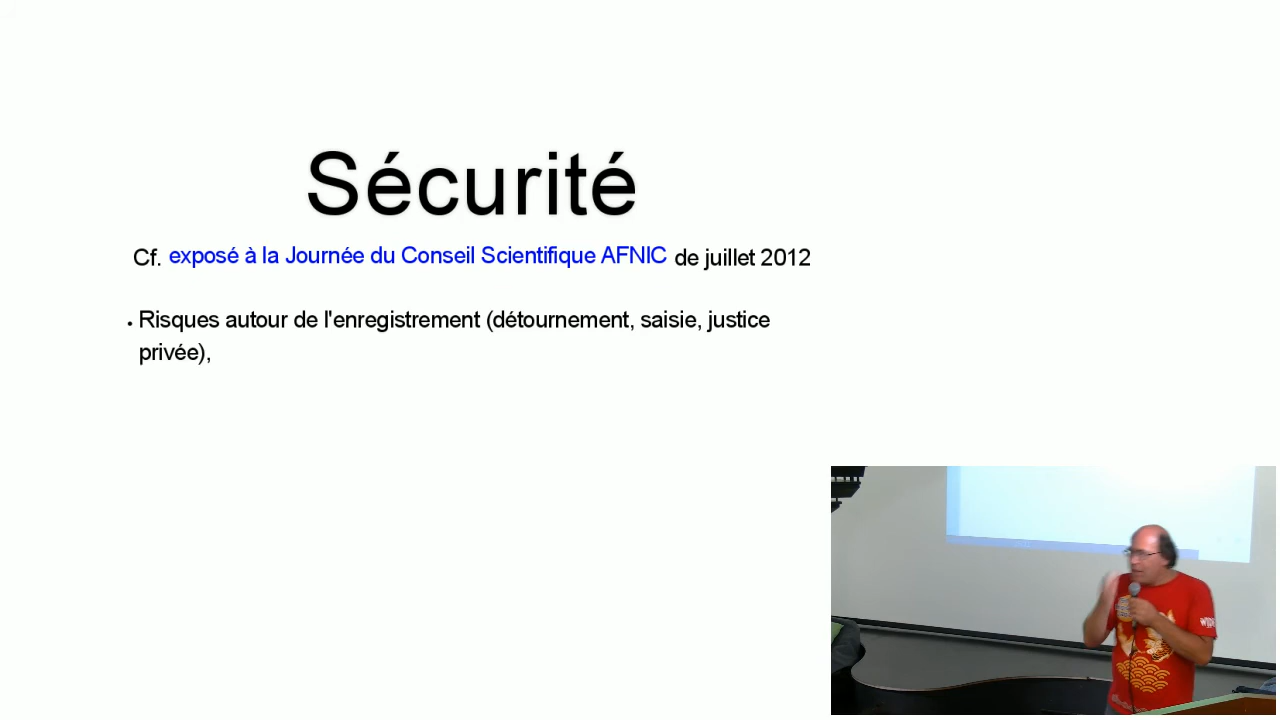 Sécurité
Cf. exposé à la Journée du Conseil Scientifique AFNIC de juillet 2012
• Risques autour de l'enregistrement (détournement, saisie, justice
privée),